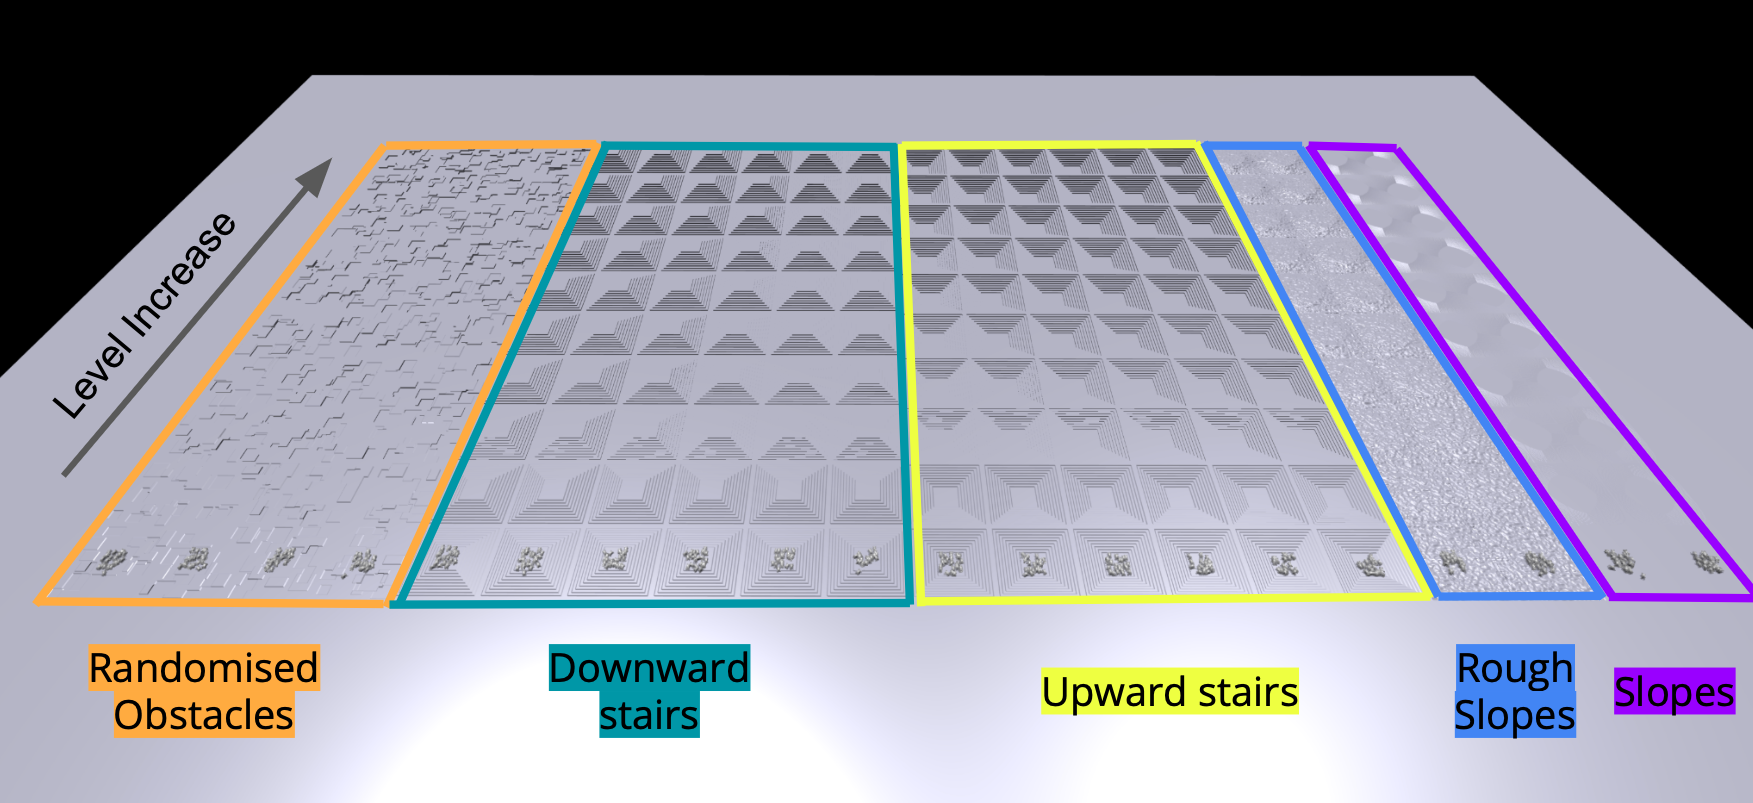 Level Increase
Randomised
Obstacles
Downward
stairs
Upward stairs
Rough
Slopes
Slopes